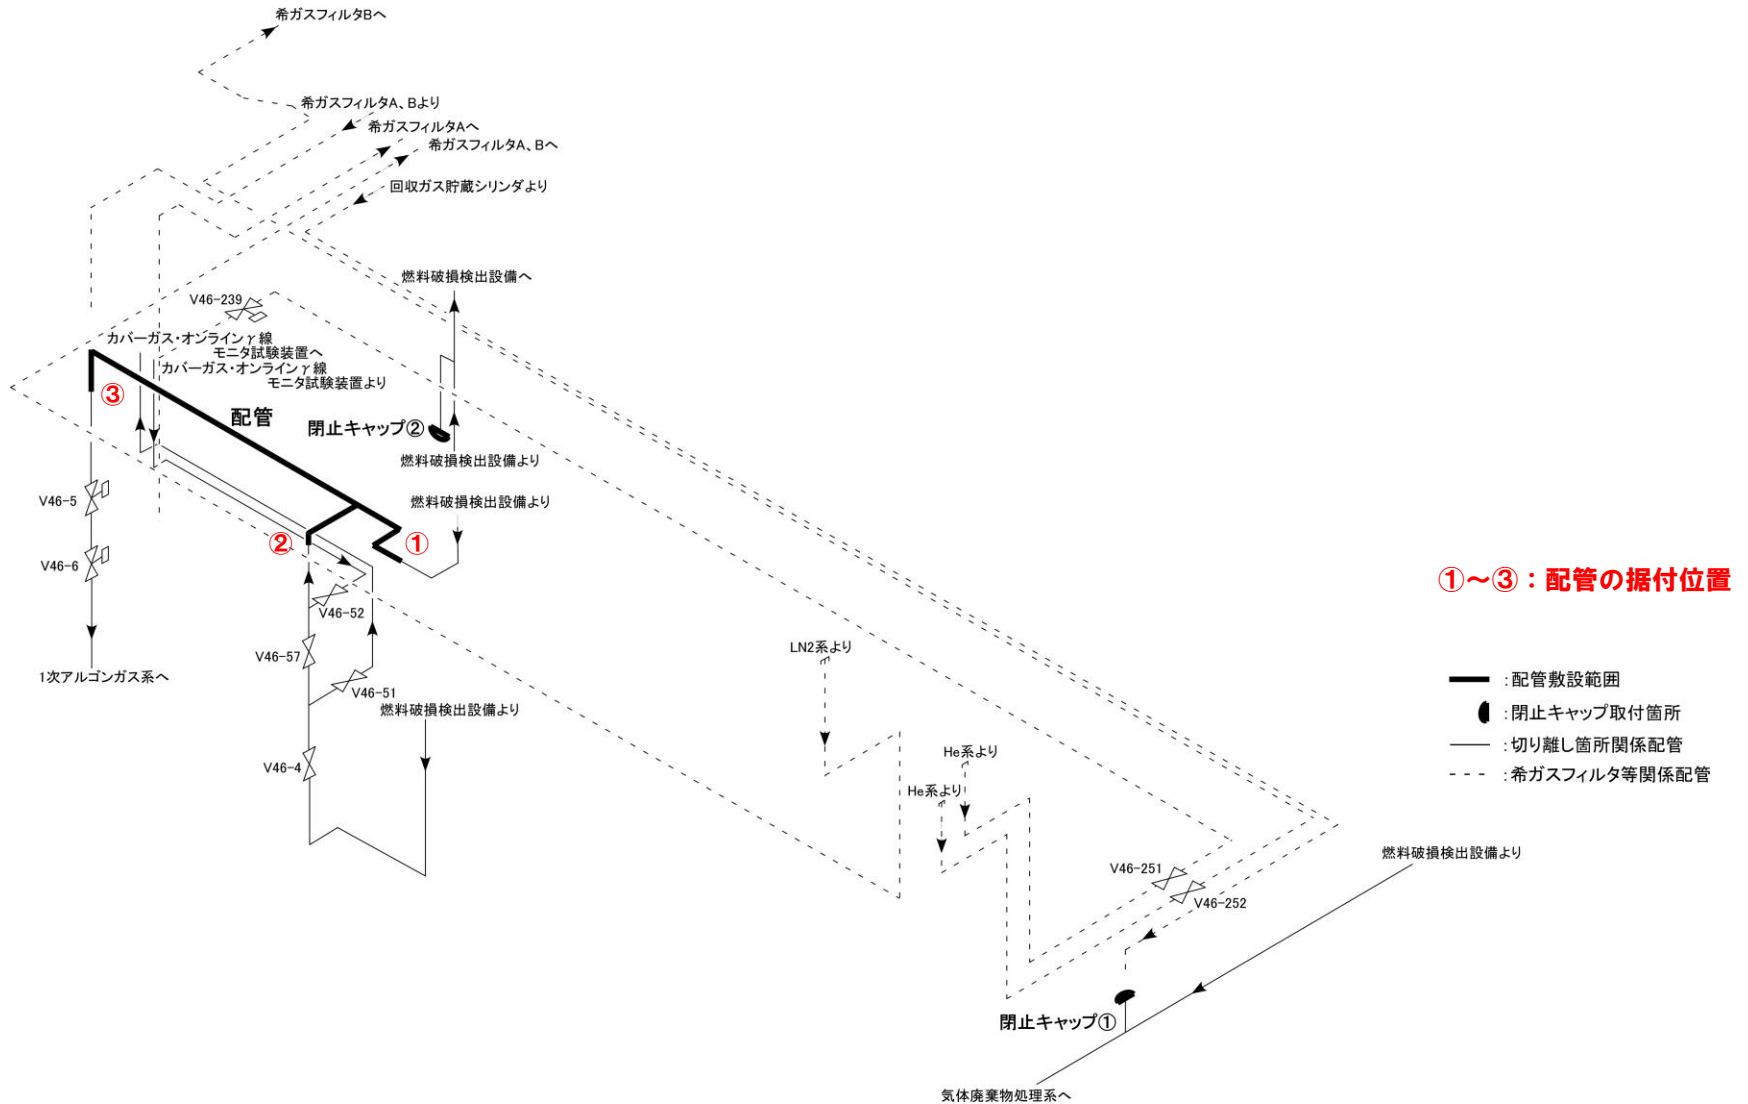 希ガスフィルタBへ
希ガスフィルタA、Bより
希ガスフィルタAへ
希ガスフィルタA、Bへ
回収ガス貯蔵シリンダより
燃料破損検出設備へ
V46-239
カバーガス・オンラインγ線
モニタ試験装置へ
カバーガス・オンラインγ線
モニタ試験装置より
③
配管
閉止キャップ②
燃料破損検出設備より
V46-5
燃料破損検出設備より
②
①
V46-6
①～③：配管の据付位置
V46-52
V46-57
LN2系より
1次アルゴンガス系へ
V46-51
:配管敷設範囲
燃料破損検出設備より
:閉止キャップ取付箇所
:切り離し箇所関係配管
He系より
V46-4
:希ガスフィルタ等関係配管
He系より
燃料破損検出設備より
V46-251
V46-252
閉止キャップ①
気体廃棄物処理系へ